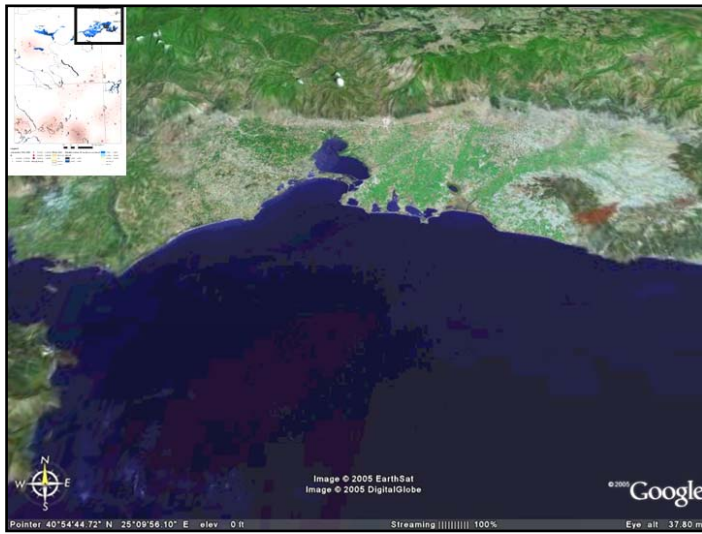 N
W E
S
Image © 2005 EarthSat
Image © 2005 DigitalGlobe
© 2005 Google
Pointer 40°54'44.72" N 25°09'56.10" E elev 0 ft Streaming |||||||||| 100% Eye alt 37.80 m